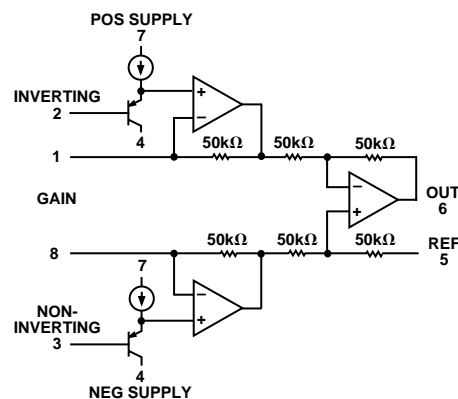 POS SUPPLY
7
INVERTING
2
4
+
−
1
50kΩ
50kΩ
50kΩ
GAIN
−
+
OUT
6
8
50kΩ
50kΩ
50kΩ
REF
5
7
−
+
NON-
INVERTING
3
4
NEG SUPPLY